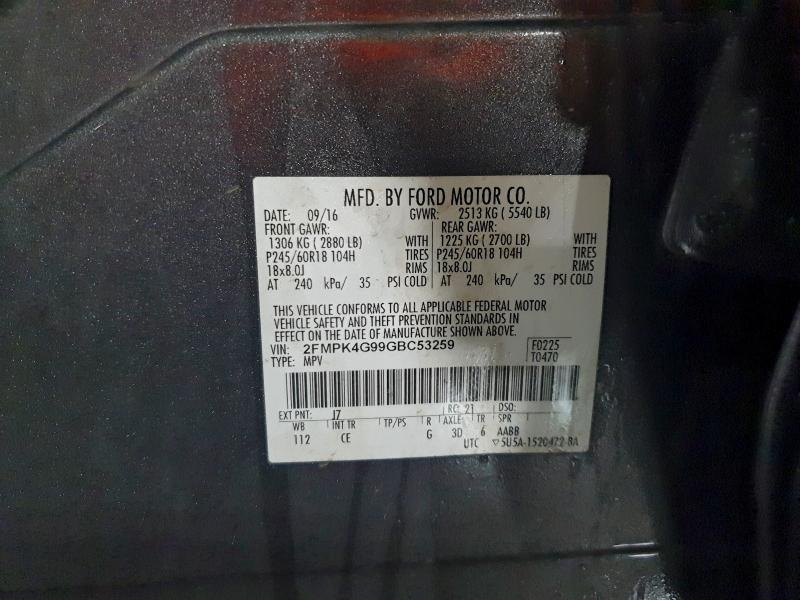 MFD. BY FORD MOTOR CO.
DATE: 09/16 GVWR: 2513 KG ( 5540 LB)
FRONT GAWR: REAR GAWR:
1306 KG ( 2880 LB) WITH 1225 KG ( 2700 LB) WITH
P245/60R18 104H TIRES P245/60R18 104H TIRES
18x8.0J RIMS 18x8.0J RIMS
AT 240 kPa/ 35 PSI COLD AT 240 kPa/ 35 PSI COLD
THIS VEHICLE CONFORMS TO ALL APPLICABLE FEDERAL MOTOR
VEHICLE SAFETY AND THEFT PREVENTION STANDARDS IN
EFFECT ON THE DATE OF MANUFACTURE SHOWN ABOVE.
VIN: 2FMPK4G99GBC53259 F0225
TYPE: MPV T0470
EXT PNT: J7 RC: 21 DSO:
WB INT TR TP/PS R AXLE TR SPR
112 CE G 3D 6 AABB
UTC ▽5U5A-1520472-BA